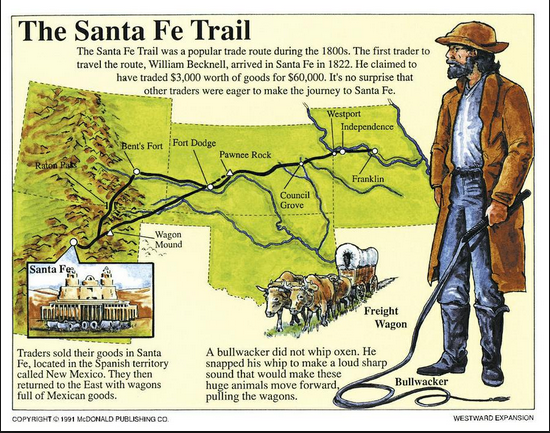 The Santa Fe Trail
The Santa Fe Trail was a popular trade route during the 1800s. The first trader to
travel the route, William Becknell, arrived in Santa Fe in 1822. He claimed to
have traded $3,000 worth of goods for $60,000. It's no surprise that
other traders were eager to make the journey to Santa Fe.
Westport
Independence
Bent's Fort
Fort Dodge
Pawnee Rock
Raton Pass
Franklin
Council
Grove
Wagon
Mound
Santa Fe
Freight
Wagon
Traders sold their goods in Santa
Fe, located in the Spanish territory
called New Mexico. They then
returned to the East with wagons
full of Mexican goods.
A bullwacker did not whip oxen. He
snapped his whip to make a loud sharp
sound that would make these
huge animals move forward,
pulling the wagons.
Bullwacker
COPYRIGHT © 1991 McDONALD PUBLISHING CO.
WESTWARD EXPANSION